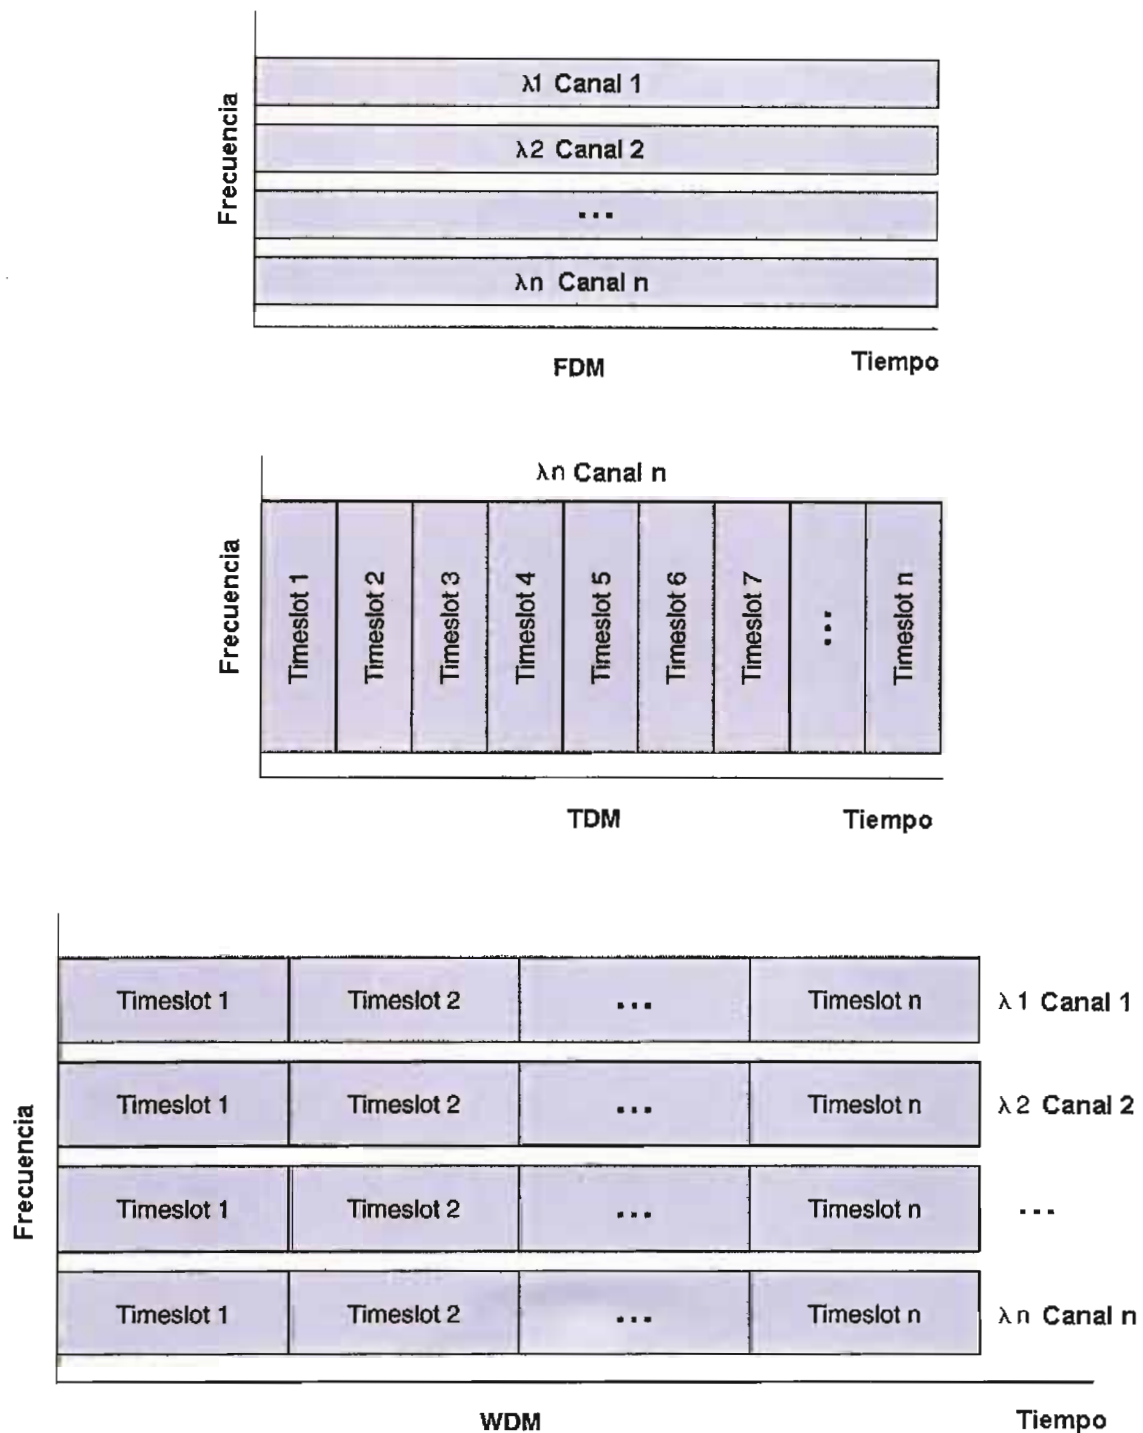 λ1 Canal 1
λ2 Canal 2
...
λn Canal n
Frecuencia
FDM
Tiempo
λn Canal n
Frecuencia
Timeslot 1
Timeslot 2
Timeslot 3
Timeslot 4
Timeslot 5
Timeslot 6
Timeslot 7
...
Timeslot n
TDM
Tiempo
Timeslot 1 Timeslot 2 ... Timeslot n λ1 Canal 1
Timeslot 1 Timeslot 2 ... Timeslot n λ2 Canal 2
Timeslot 1 Timeslot 2 ... Timeslot n ...
Timeslot 1 Timeslot 2 ... Timeslot n λn Canal n
Frecuencia
WDM
Tiempo